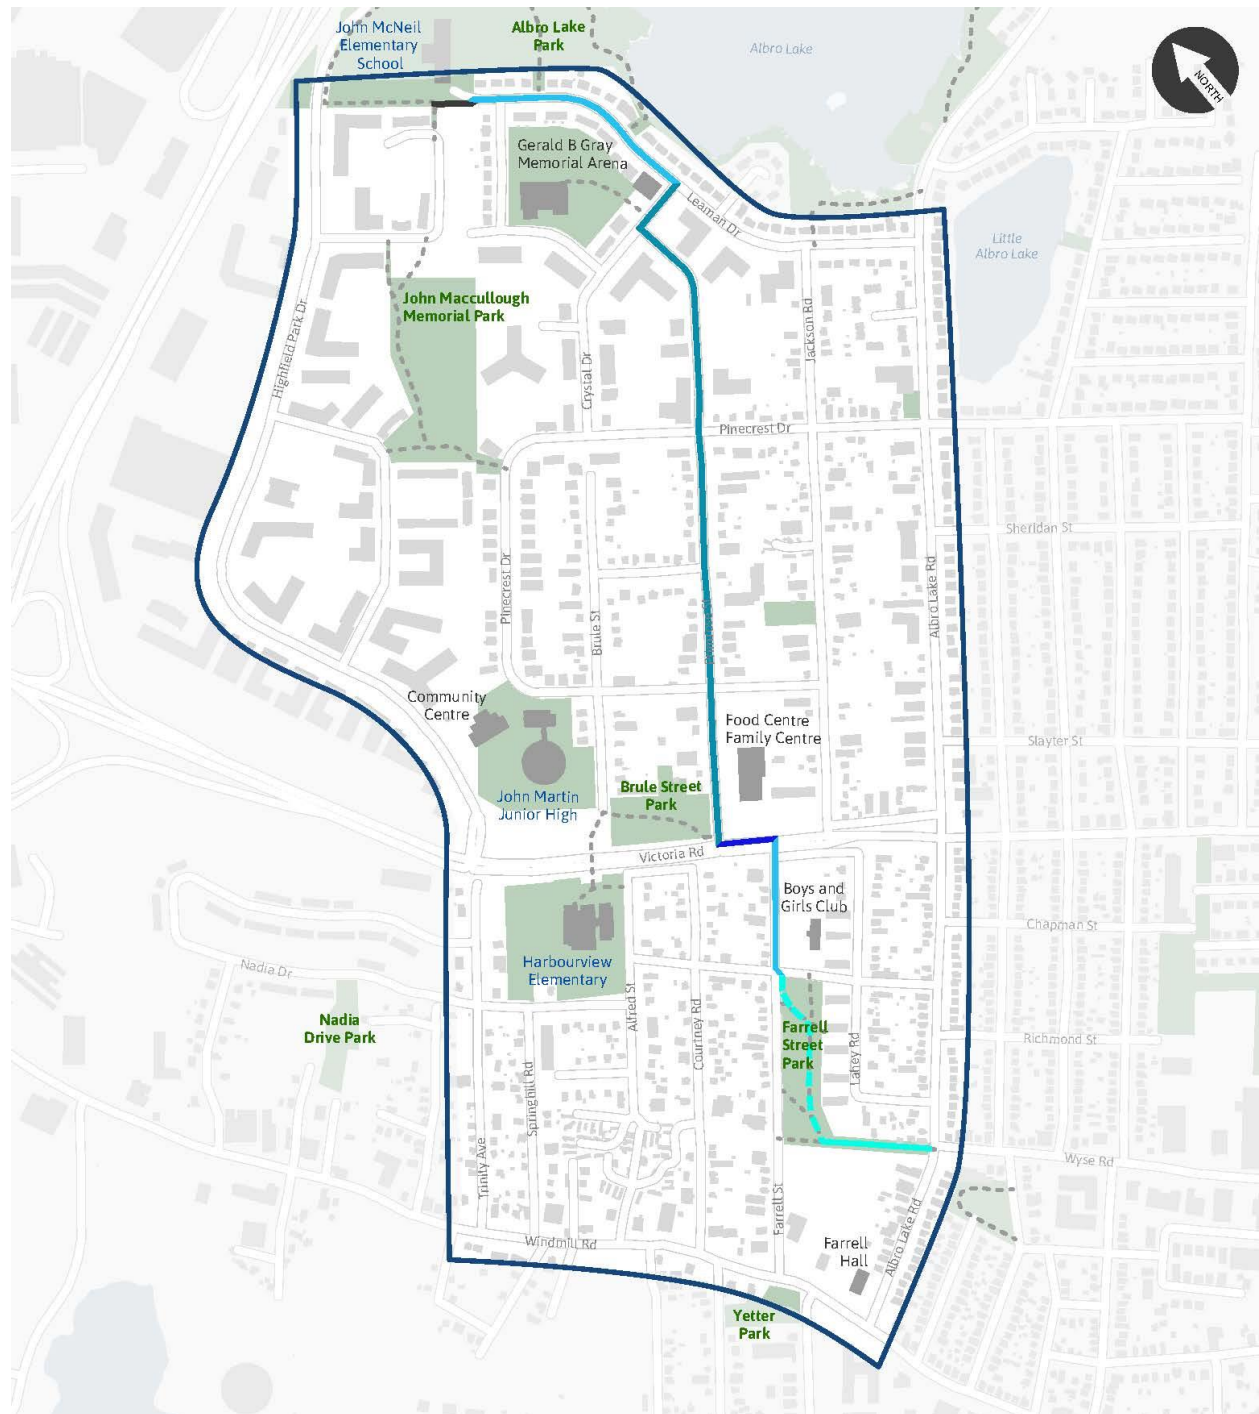 John McNeil
Elementary
School
Albro Lake
Park
Albro Lake
NORTH
Gerald B Gray
Memorial Arena
Leaman Dr
Little
Albro Lake
John Maccullough
Memorial Park
Highfield Park Dr
Jackson Rd
Crystal Dr
Pinecrest Dr
Sheridan St
Pinecrest Dr
Brule St
Albro Lake Rd
Community
Centre
Food Centre
Family Centre
Slayter St
John Martin
Junior High
Brule Street
Park
Victoria Rd
Boys and
Girls Club
Chapman St
Harbourview
Elementary
Nadia Dr
Nadia
Drive Park
Alfred St
Courtney Rd
Farrell
Street
Park
Lahey Rd
Richmond St
Springhill Rd
Trinity Ave
Wyse Rd
Farrell St
Windmill Rd
Farrell
Hall
Albro Lake Rd
Yetter
Park